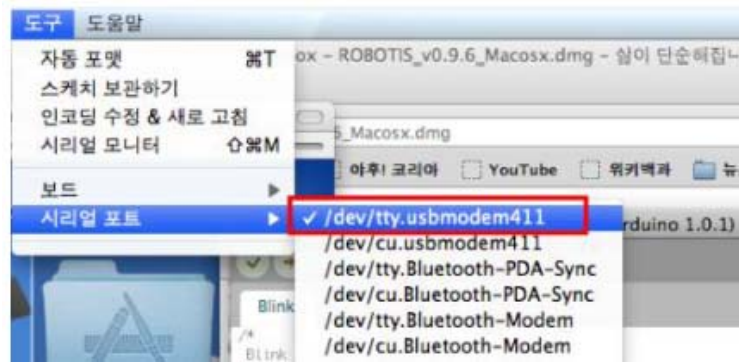 도구 도움말
자동 포맷 ⌘T
스케치 보관하기
인코딩 수정 & 새로 고침
시리얼 모니터 ⇧⌘M
보드 ▶
시리얼 포트 ▶
ox – ROBOTIS_v0.9.6_Macosx.dmg – 삶이 단순해집니
6_Macosx.dmg
야후! 코리아 YouTube 위키백과 뉴
✓ /dev/tty.usbmodem411
/dev/cu.usbmodem411
/dev/tty.Bluetooth-PDA-Sync
/dev/cu.Bluetooth-PDA-Sync
/dev/tty.Bluetooth-Modem
/dev/cu.Bluetooth-Modem
rduino 1.0.1)
Blink
/*
Blink